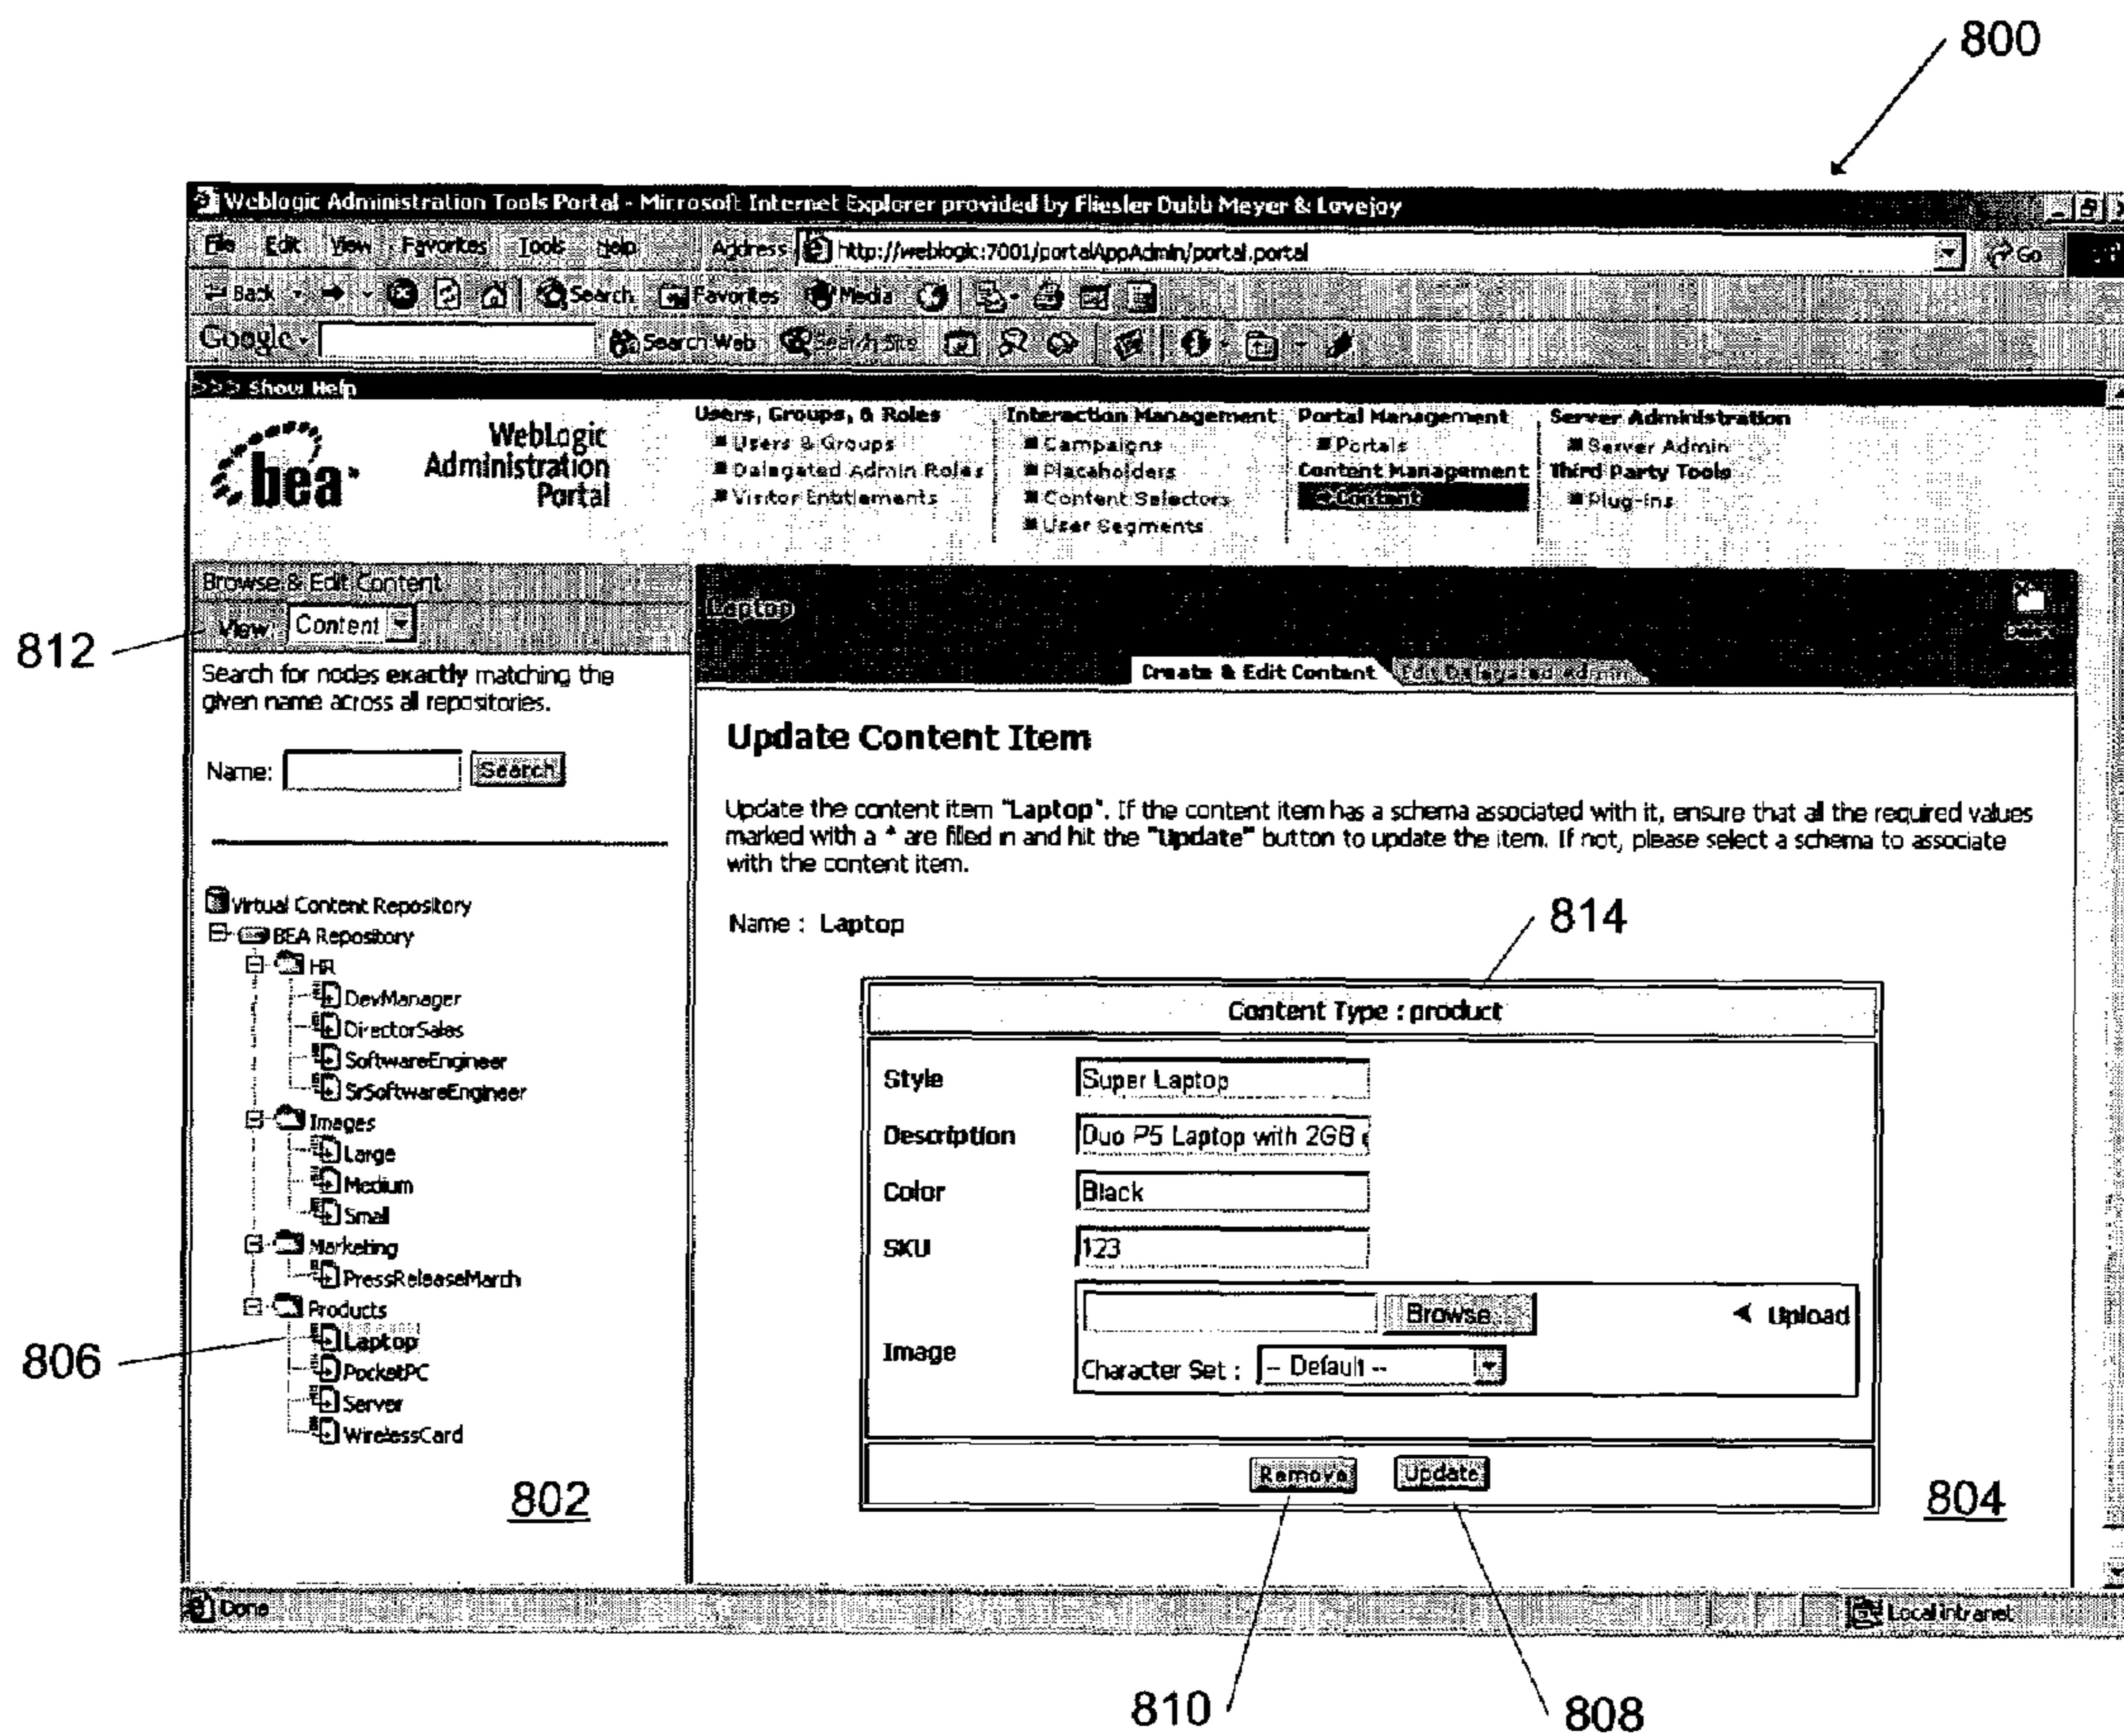 800
Weblogic Administration Tools Portal - Microsoft Internet Explorer provided by Fliesler Dubb Meyer & Lovejoy
File Edit View Favorites Tools Help Address http://weblogic:7001/portalAppAdmin/portal.portal Go
Back Search Favorites Media
Google Search Web Search Site
>>> Show Help
bea
WebLogic
Administration
Portal
Users, Groups, & Roles
Users & Groups
Delegated Admin Roles
Visitor Entitlements
Interaction Management
Campaigns
Placeholders
Content Selectors
User Segments
Portal Management
Portals
Content Management
Content
Server Administration
Server Admin
Third Party Tools
Plug-ins
Browse & Edit Content
812
View: Content
Search for nodes exactly matching the
given name across all repositories.
Name: Search
Virtual Content Repository
BEA Repository
HR
DevManager
DirectorSales
SoftwareEngineer
SrSoftwareEngineer
Images
Large
Medium
Small
Marketing
PressReleaseMarch
Products
806
Laptop
PocketPC
Server
WirelessCard
802
Laptop
Create & Edit Content Edit Delegated Admin
Update Content Item
Update the content item "Laptop". If the content item has a schema associated with it, ensure that all the required values
marked with a * are filled in and hit the "Update" button to update the item. If not, please select a schema to associate
with the content item.
Name : Laptop
814
Content Type : product
Style Super Laptop
Description Duo P5 Laptop with 2GB
Color Black
SKU 123
Image Browse... Upload
Character Set : -- Default --
Remove Update
804
Done Local intranet
810
808